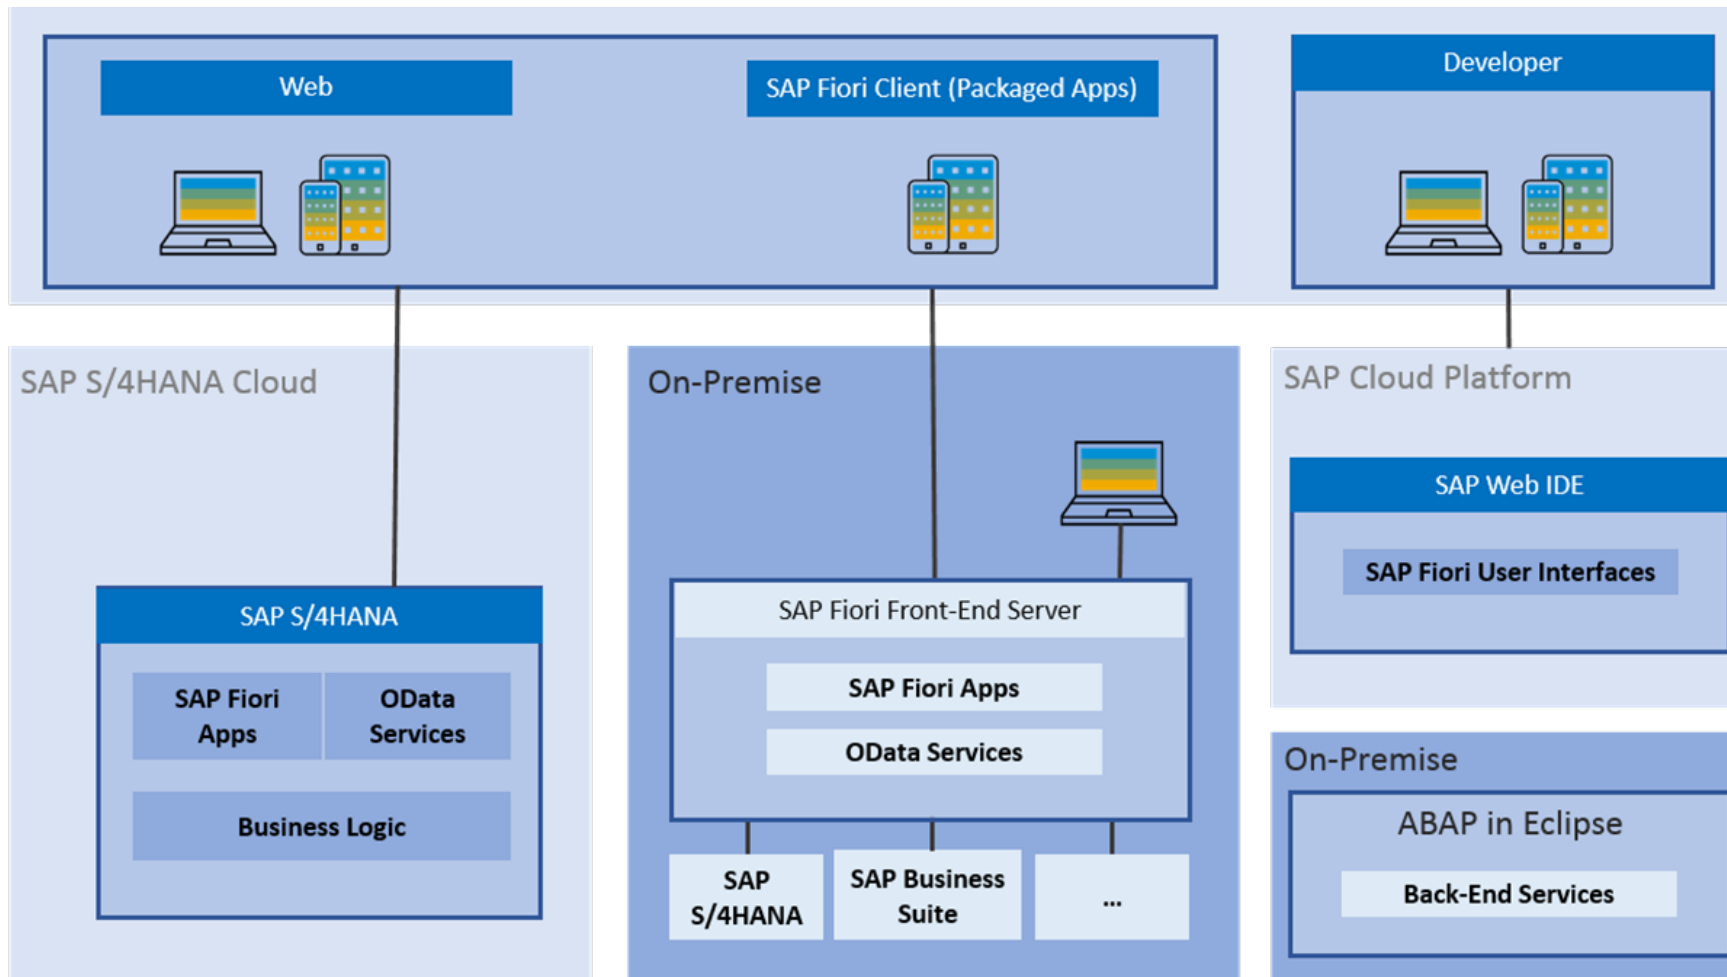 Web
SAP Fiori Client (Packaged Apps)
Developer
SAP S/4HANA Cloud
SAP S/4HANA
SAP Fiori
Apps
OData
Services
Business Logic
On-Premise
SAP Fiori Front-End Server
SAP Fiori Apps
OData Services
SAP
S/4HANA
SAP Business
Suite
...
SAP Cloud Platform
SAP Web IDE
SAP Fiori User Interfaces
On-Premise
ABAP in Eclipse
Back-End Services